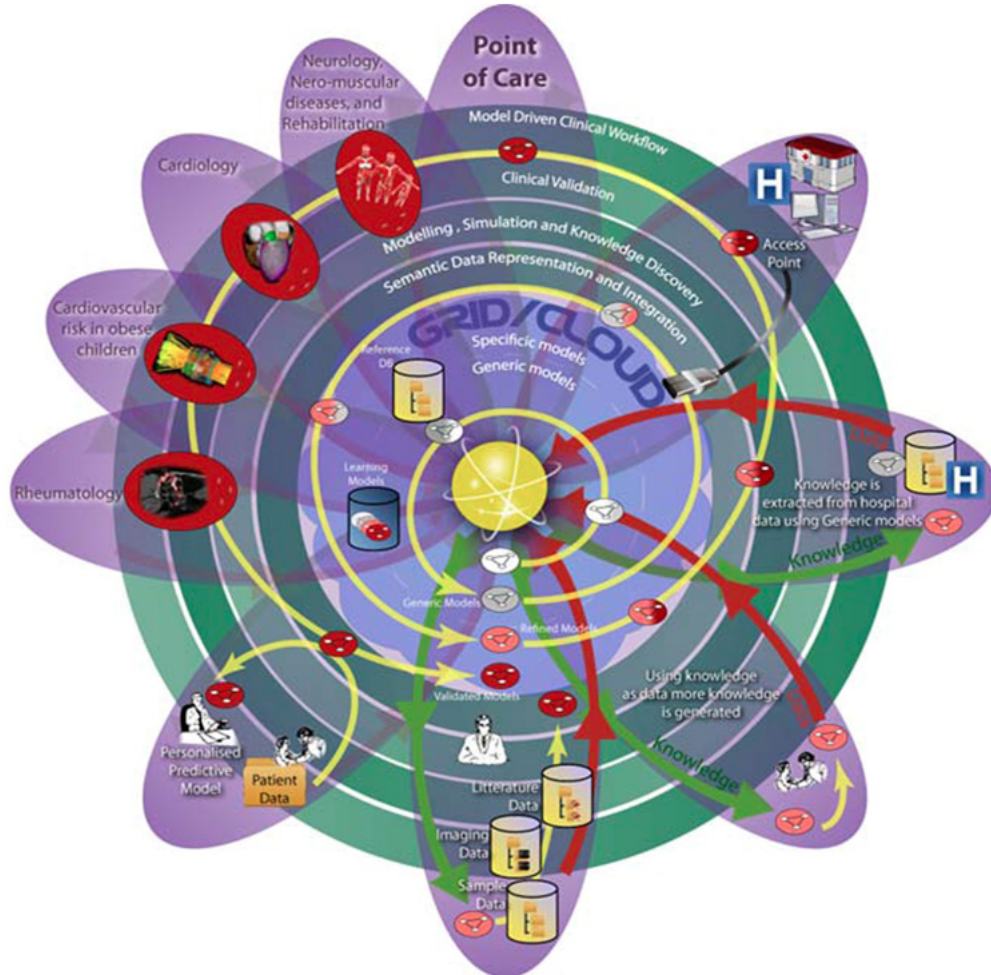 Point
of Care
Neurology,
Nero-muscular
diseases, and
Rehabilitation
Cardiology
Cardiovascular
risk in obese
children
Rheumatology
Model Driven Clinical Workflow
Clinical Validation
Modelling , Simulation and Knowledge Discovery
Semantic Data Representation and Integration
GRID/CLOUD
Specificic models
Generic models
Reference
DB
Learning
Models
H
Access
Point
Data
H
Knowledge is
extracted from hospital
data using Generic models
Knowledge
Generic Models
Refined Models
Validated Models
Using knowledge
as data more knowledge
is generated
Data
Knowledge
Personalised
Predictive
Model
Patient
Data
Litterature
Data
Imaging
Data
Sample
Data